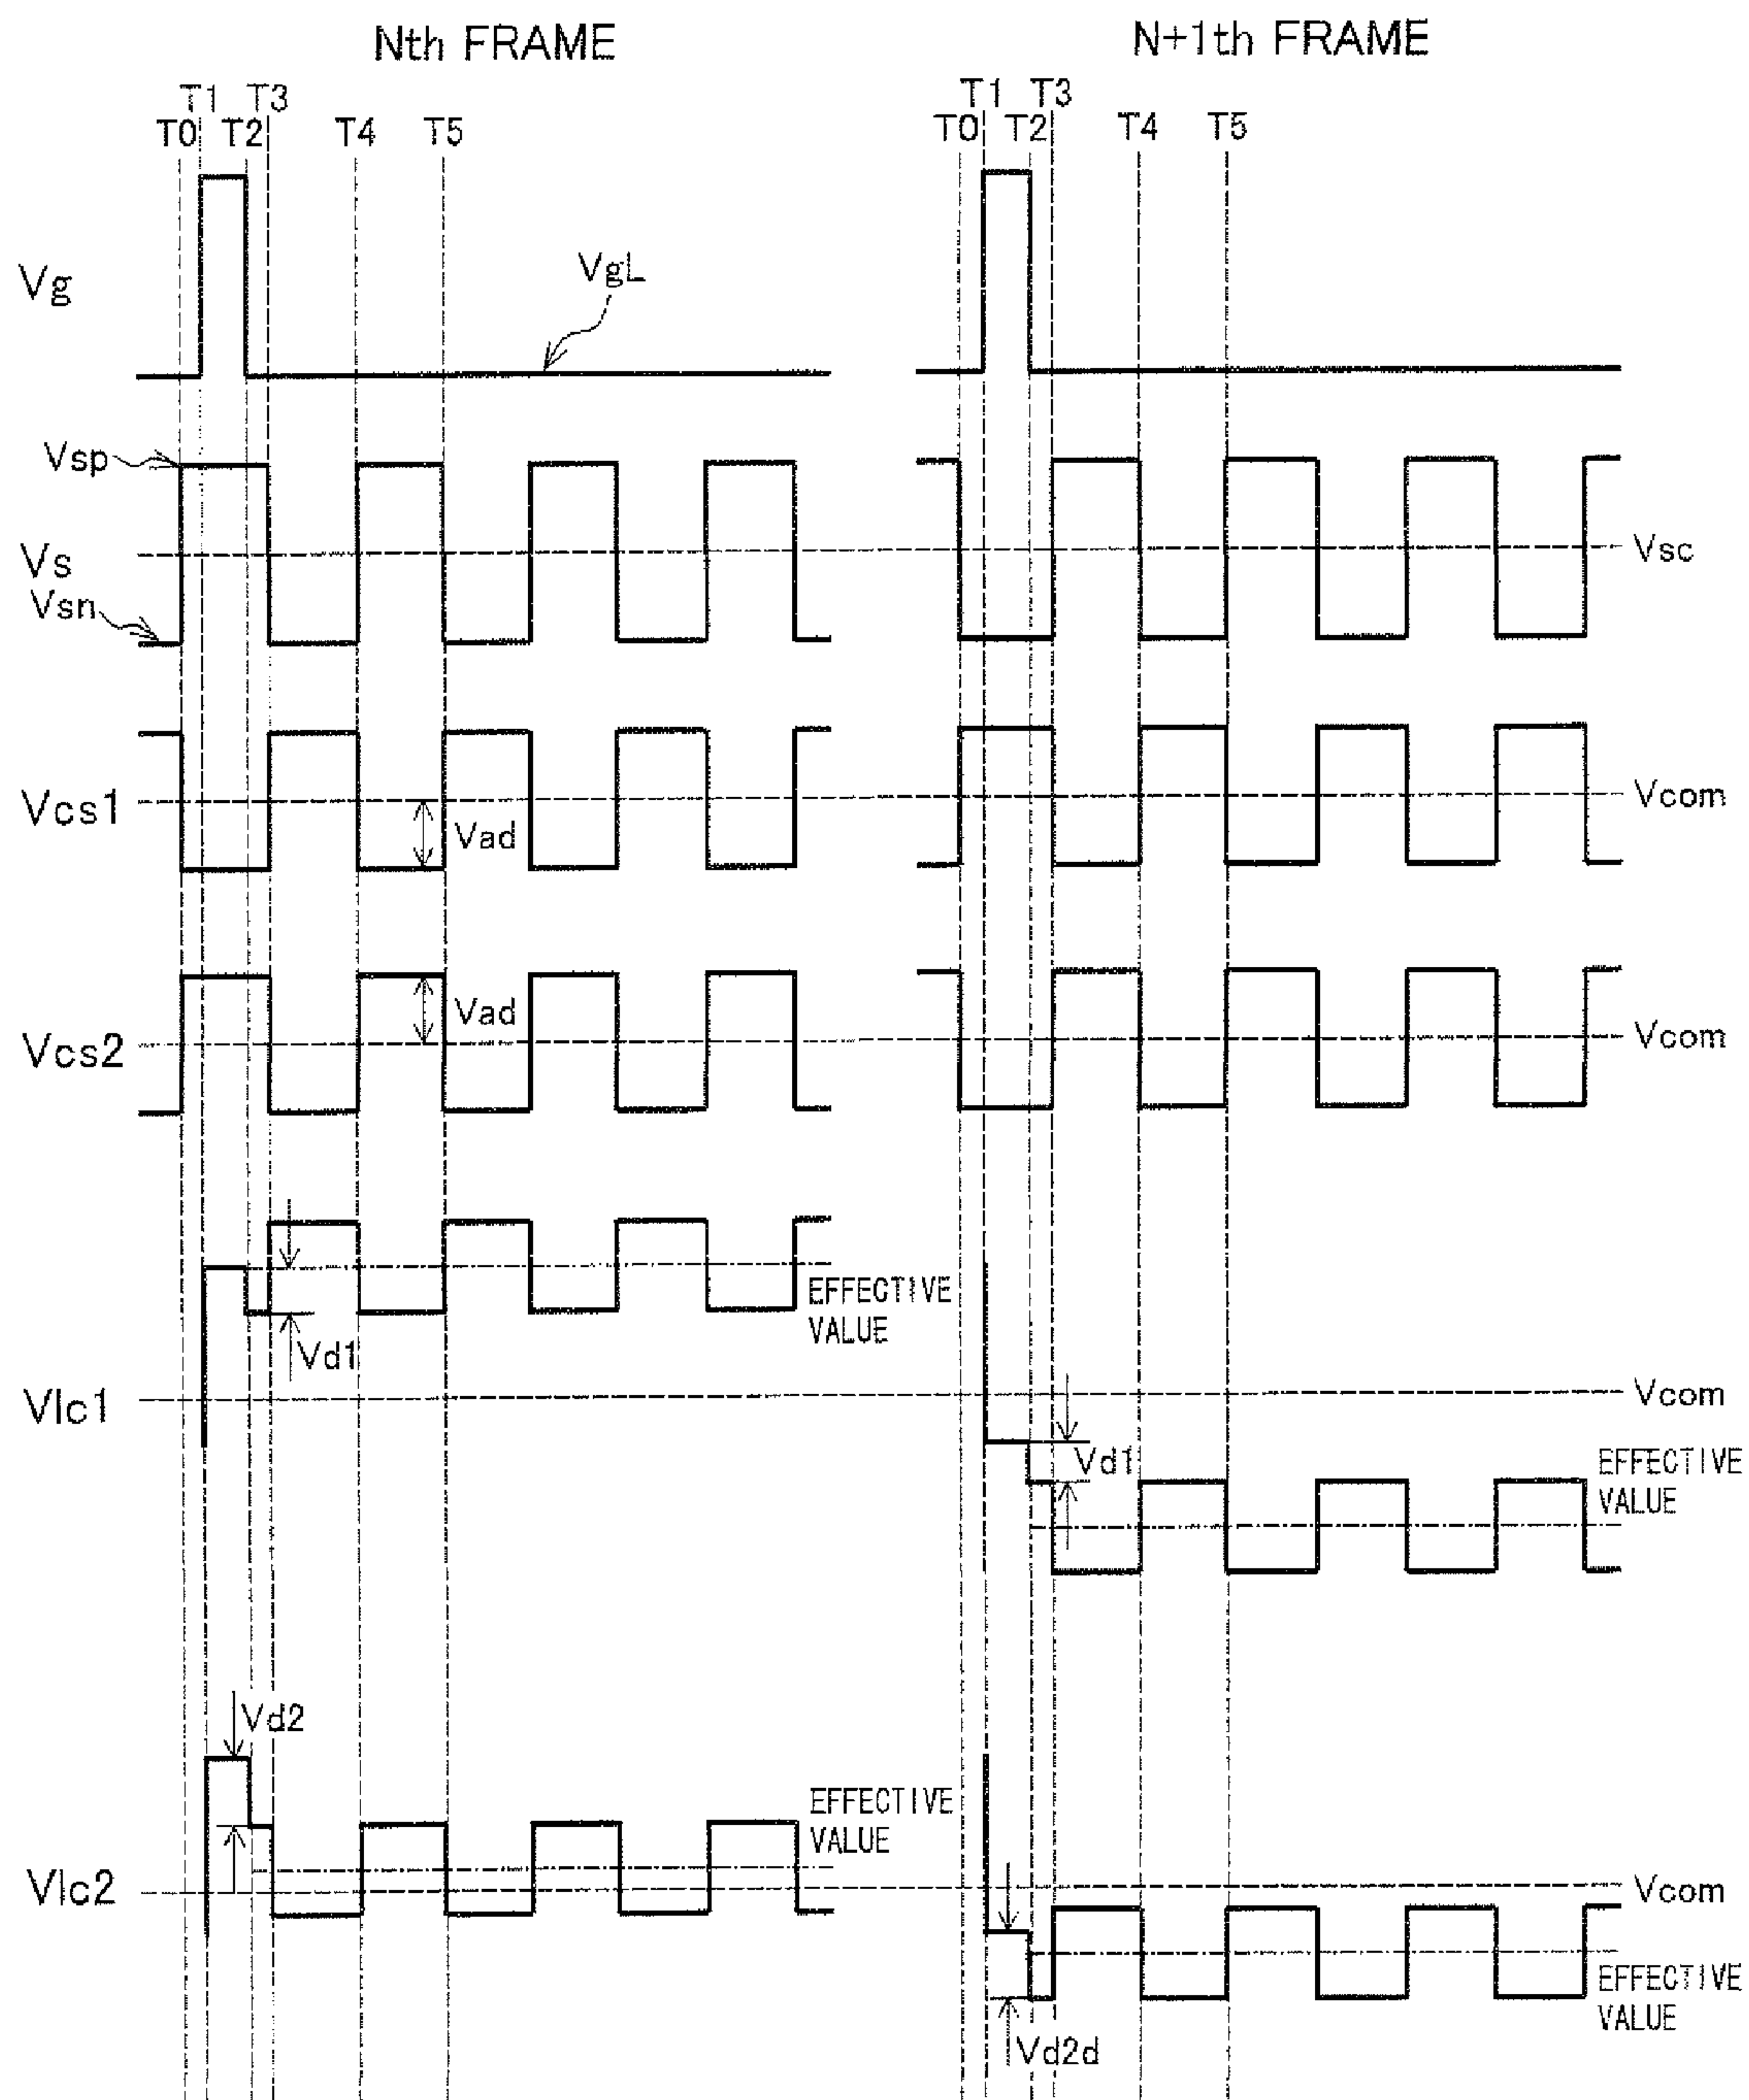 Nth FRAME
N+1th FRAME
T1 T3
T0 T2 T4 T5
T1 T3
T0 T2 T4 T5
Vg
VgL
Vsp
Vs
Vsn
Vsc
Vcs1
Vad
Vcom
Vcs2
Vad
Vcom
EFFECTIVE
VALUE
Vd1
Vlc1
Vcom
Vd1
EFFECTIVE
VALUE
Vd2
EFFECTIVE
VALUE
Vlc2
Vcom
EFFECTIVE
VALUE
Vd2d